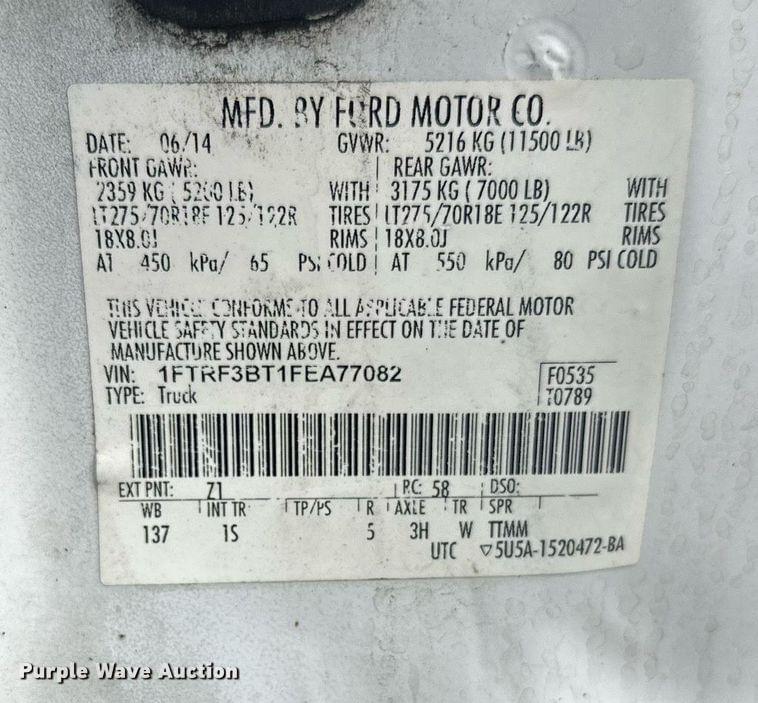 MFD. BY FORD MOTOR CO.
DATE: 06/14 GVWR: 5216 KG (11500 LB)
FRONT GAWR: REAR GAWR:
2359 KG ( 5200 LB) WITH 3175 KG ( 7000 LB) WITH
LT275/70R18E 125/122R TIRES LT275/70R18E 125/122R TIRES
18X8.0J RIMS 18X8.0J RIMS
AT 450 kPa/ 65 PSI COLD AT 550 kPa/ 80 PSI COLD
THIS VEHICLE CONFORMS TO ALL APPLICABLE FEDERAL MOTOR
VEHICLE SAFETY STANDARDS IN EFFECT ON THE DATE OF
MANUFACTURE SHOWN ABOVE.
VIN: 1FTRF3BT1FEA77082 F0535
TYPE: Truck T0789
EXT PNT: Z1 RC: 58 DSO:
WB INT TR TP/PS R AXLE TR SPR
137 1S 5 3H W TTMM
UTC ▽5U5A-1520472-BA
Purple Wave Auction